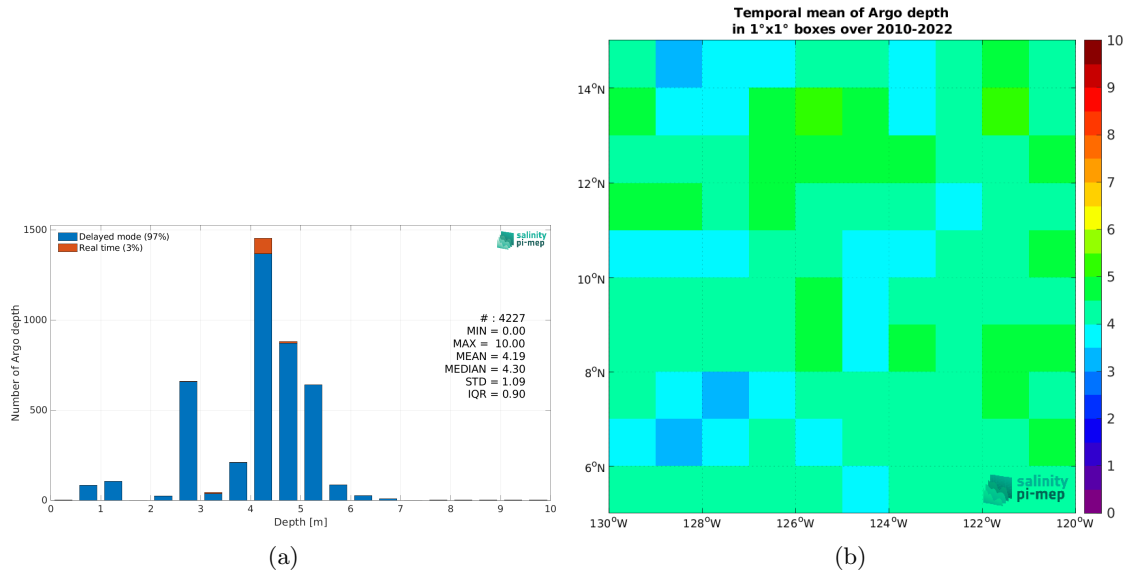 Delayed mode (97%)
Real time (3%)
salinity
pi-mep
# : 4227
MIN = 0.00
MAX = 10.00
MEAN = 4.19
MEDIAN = 4.30
STD = 1.09
IQR = 0.90
Number of Argo depth
1500
1000
500
0
0 1 2 3 4 5 6 7 8 9 10
Depth [m]
(a)
Temporal mean of Argo depth
in 1°x1° boxes over 2010-2022
14°N
12°N
10°N
8°N
6°N
130°W 128°W 126°W 124°W 122°W 120°W
10
9
8
7
6
5
4
3
2
1
0
salinity
pi-mep
(b)